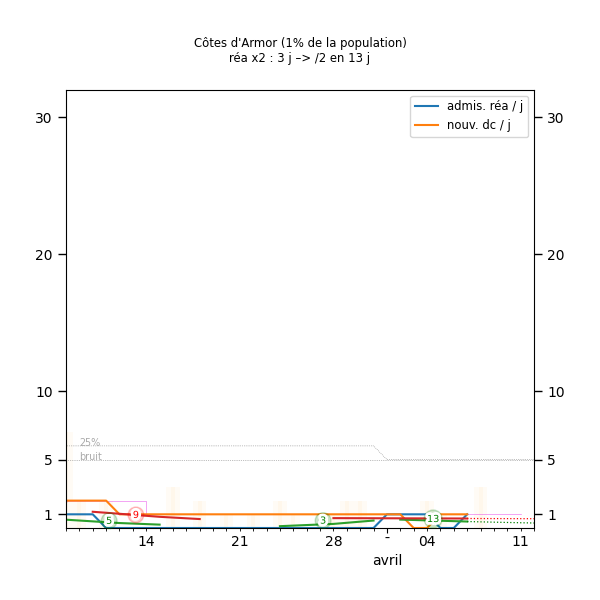 Côtes d'Armor (1% de la population)
réa x2 : 3 j –> /2 en 13 j
admis. réa / j
nouv. dc / j
30 30
20 20
10 10
25%
bruit
5 5
1 1
5 9 3 13
14 21 28 - 04 11
avril